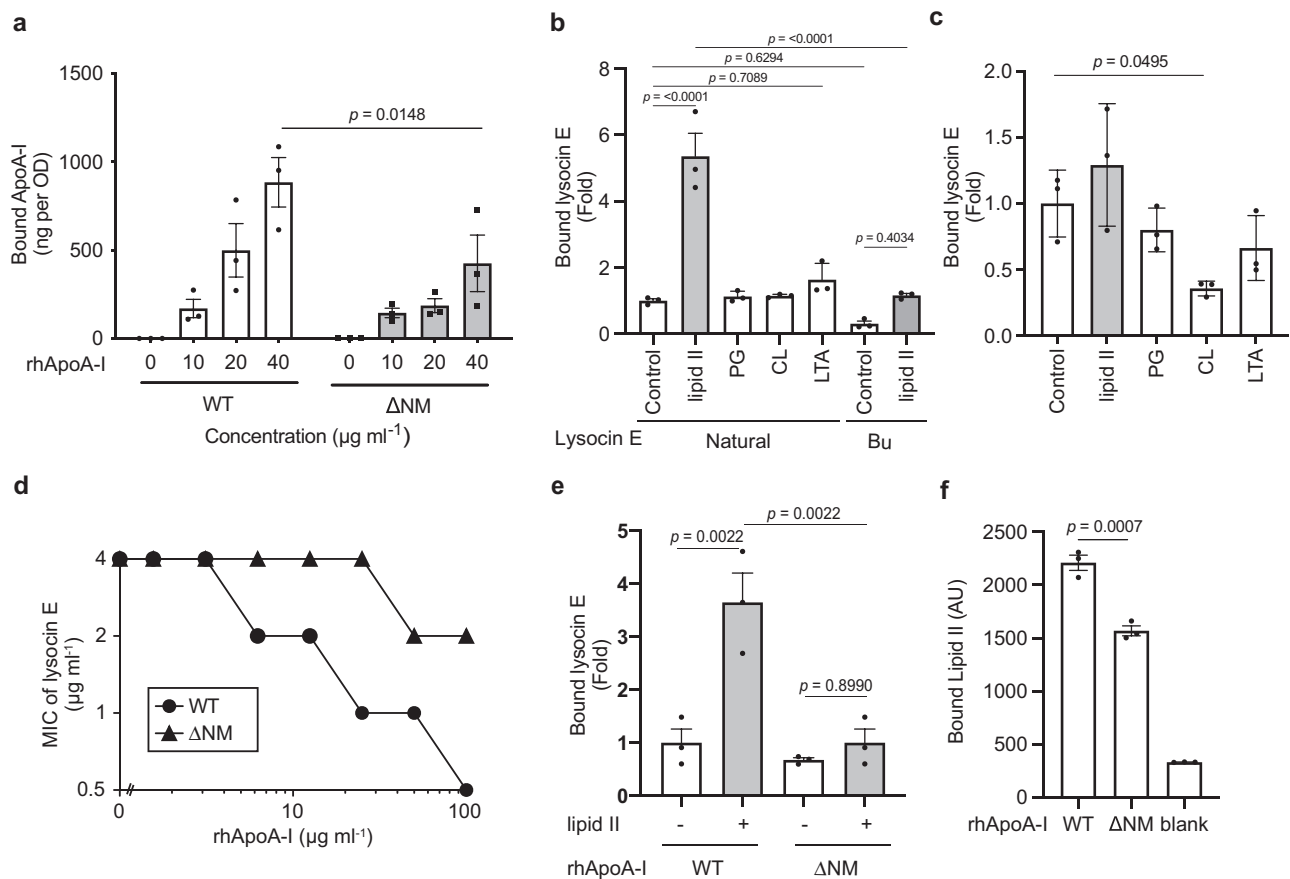 a
Bound ApoA-I
(ng per OD)
1500
1000
500
0
p = 0.0148
rhApoA-I 0 10 20 40 0 10 20 40
WT ΔNM
Concentration (µg ml-1)
b
Bound lysocin E
(Fold)
8
6
4
2
0
p = <0.0001
p = 0.6294
p = 0.7089
p = <0.0001
p = 0.4034
Control lipid II PG CL LTA Control lipid II
Lysocin E Natural Bu
c
Bound lysocin E
(Fold)
2.0
1.5
1.0
0.5
0.0
p = 0.0495
Control lipid II PG CL LTA
d
MIC of lysocin E
(µg ml-1)
4
2
1
0.5
WT
ΔNM
0 10 100
rhApoA-I (µg ml-1)
e
Bound lysocin E
(Fold)
5
4
3
2
1
0
p = 0.0022
p = 0.0022
p = 0.8990
lipid II - + - +
rhApoA-I WT ΔNM
f
Bound Lipid II (AU)
2500
2000
1500
1000
500
0
p = 0.0007
rhApoA-I WT ΔNM blank